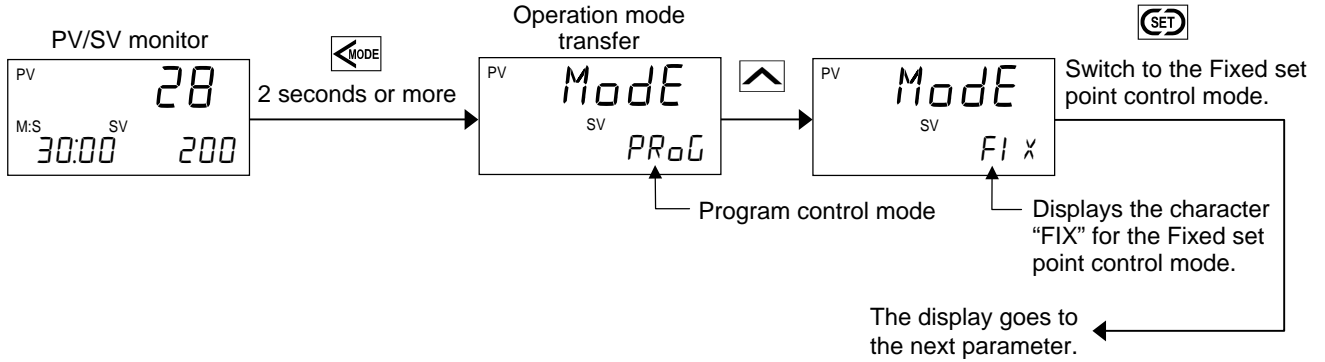 PV/SV monitor
PV
28
M:S
SV
30:00
200
<MODE
2 seconds or more
Operation mode
transfer
PV
ModE
SV
PRoG
Program control mode
PV
ModE
SV
FI X
SET
Switch to the Fixed set
point control mode.
Displays the character
“FIX” for the Fixed set
point control mode.
The display goes to
the next parameter.